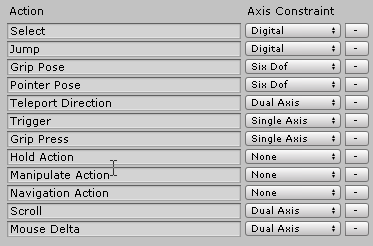 Action Axis Constraint
Select Digital -
Jump Digital -
Grip Pose Six Dof -
Pointer Pose Six Dof -
Teleport Direction Dual Axis -
Trigger Single Axis -
Grip Press Single Axis -
Hold Action None -
Manipulate Action None -
Navigation Action None -
Scroll Dual Axis -
Mouse Delta Dual Axis -